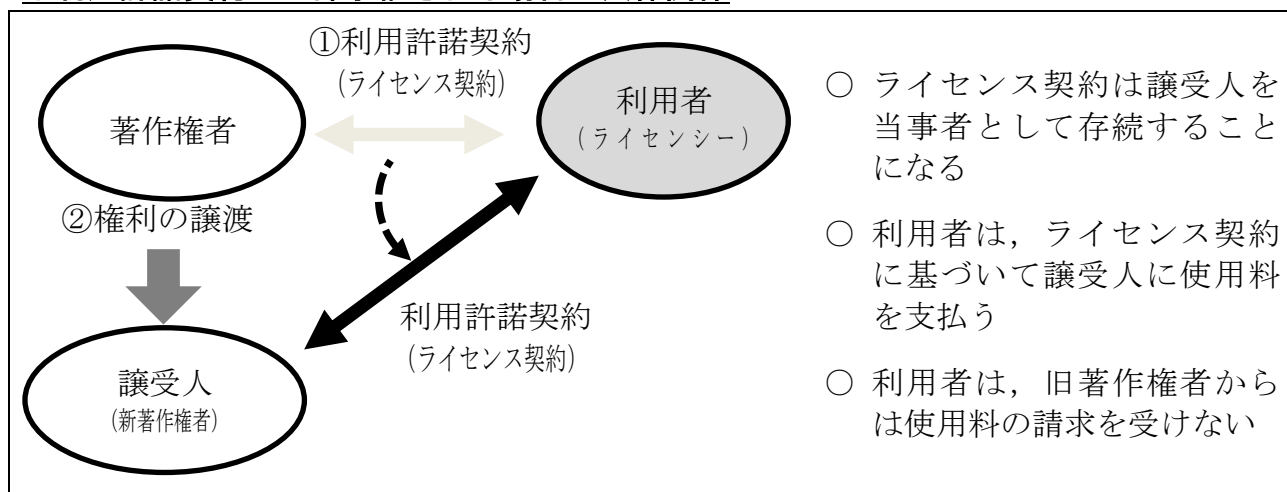 ①利用許諾契約
(ライセンス契約)
著作権者
利用者
(ライセンシー)
②権利の譲渡
利用許諾契約
(ライセンス契約)
譲受人
(新著作権者)
○ ライセンス契約は譲受人を
当事者として存続すること
になる
○ 利用者は，ライセンス契約
に基づいて譲受人に使用料
を支払う
○ 利用者は，旧著作権者から
は使用料の請求を受けない